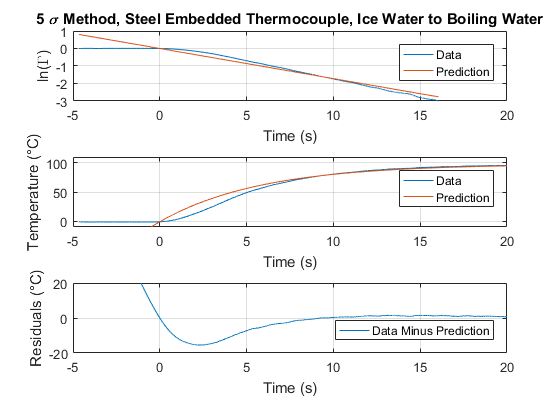 5 σ Method, Steel Embedded Thermocouple, Ice Water to Boiling Water
ln(Γ)
1
0
-1
-2
-3
Data
Prediction
-5 0 5 10 15 20
Time (s)
Temperature (°C)
100
50
0
Data
Prediction
-5 0 5 10 15 20
Time (s)
Residuals (°C)
20
0
-20
Data Minus Prediction
-5 0 5 10 15 20
Time (s)